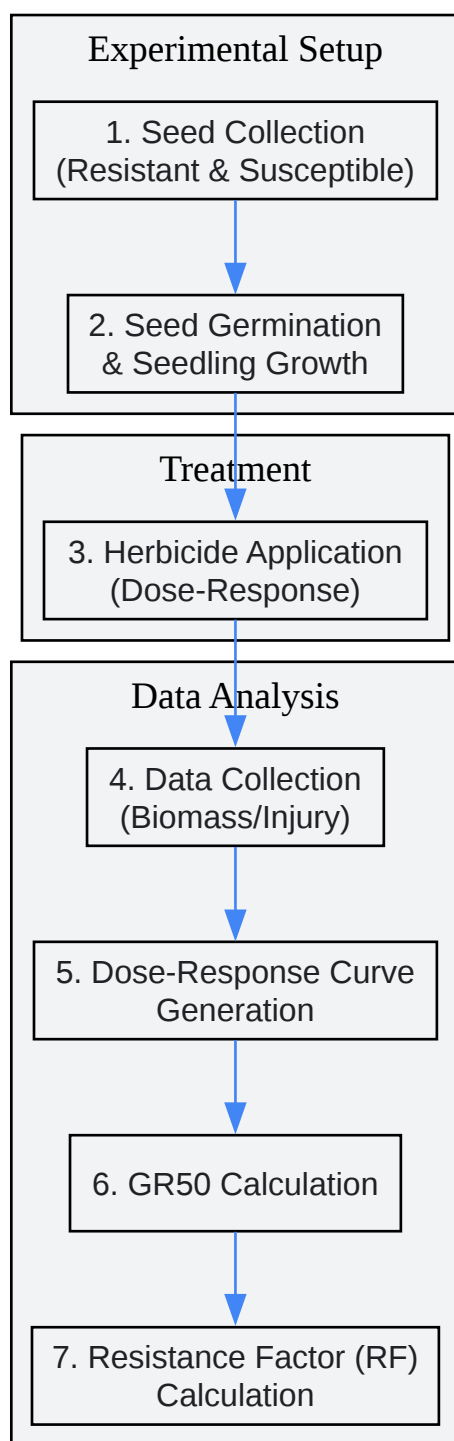 Experimental Setup
1. Seed Collection
(Resistant & Susceptible)
2. Seed Germination
& Seedling Growth
Treatment
3. Herbicide Application
(Dose-Response)
Data Analysis
4. Data Collection
(Biomass/Injury)
5. Dose-Response Curve
Generation
6. GR50 Calculation
7. Resistance Factor (RF)
Calculation